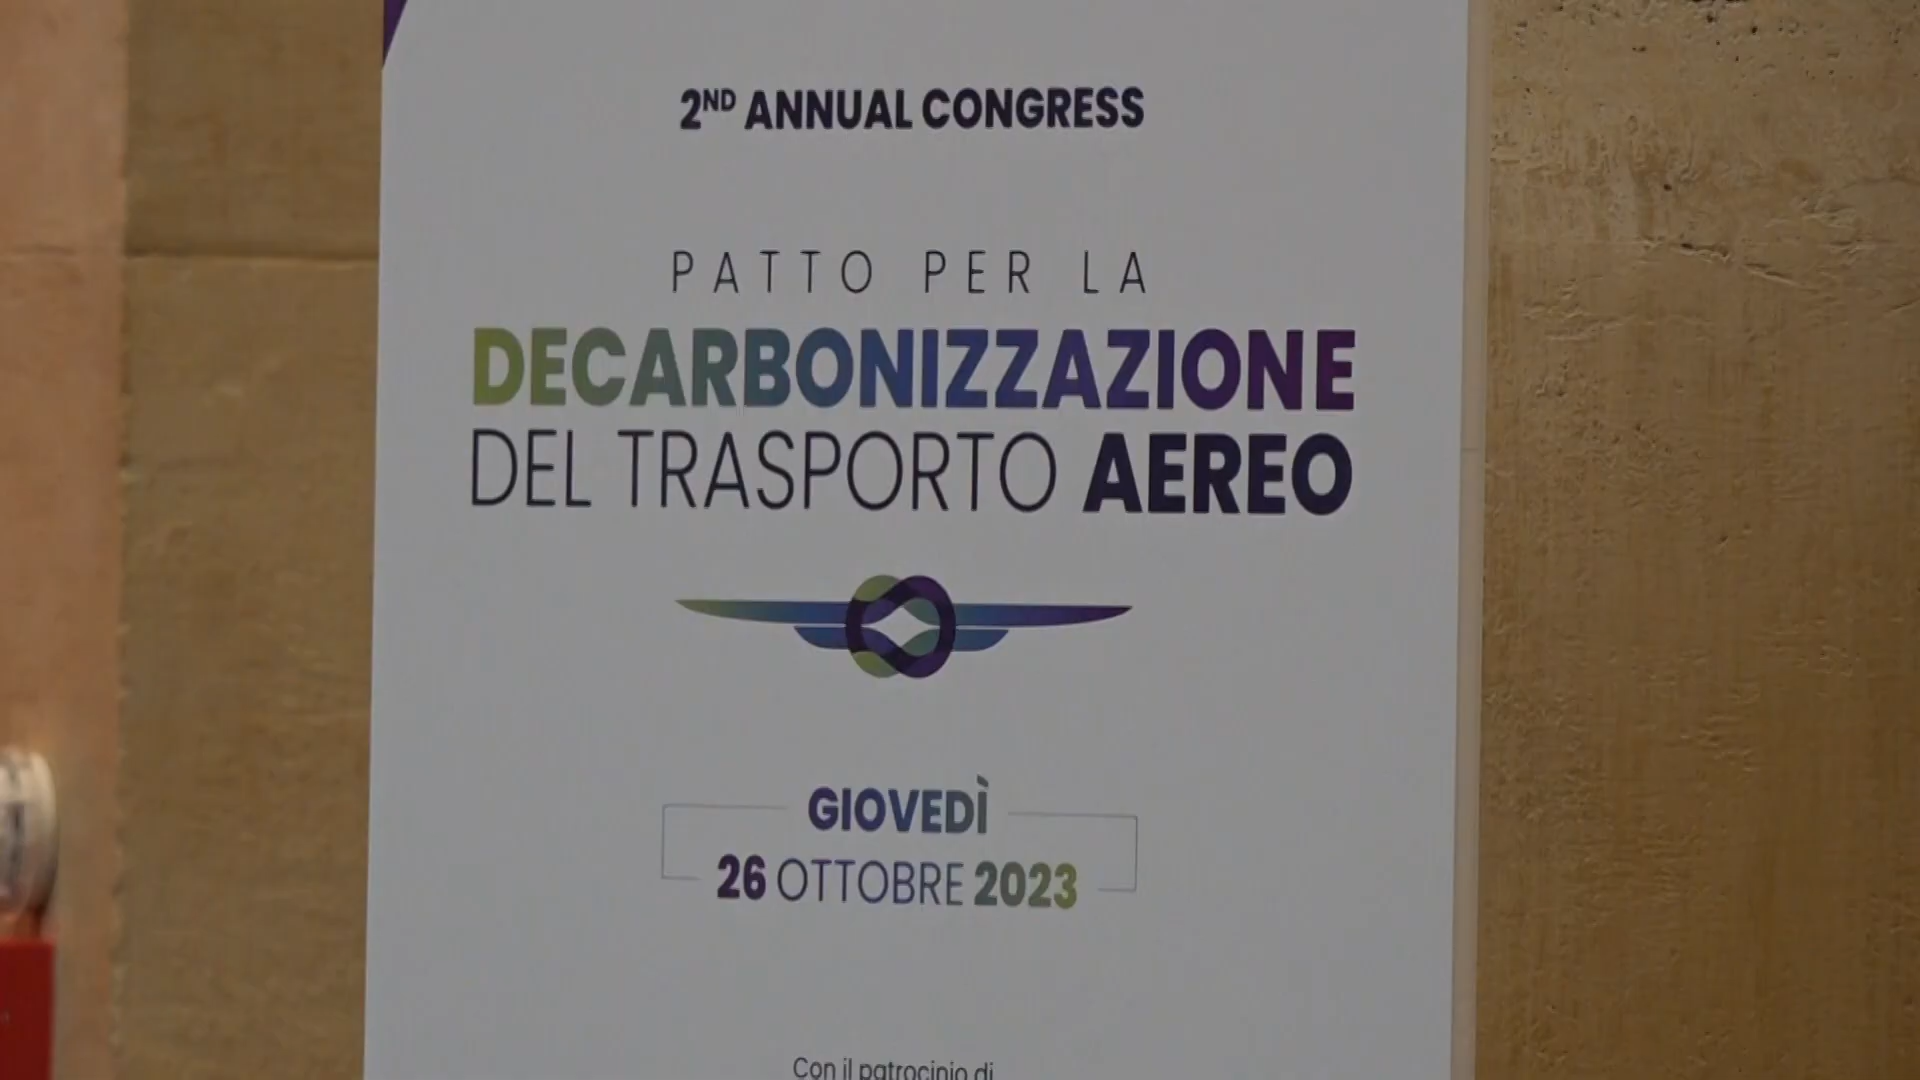 2ND ANNUAL CONGRESS
PATTO PER LA
DECARBONIZZAZIONE
DEL TRASPORTO AEREO
GIOVEDÌ
26 OTTOBRE 2023
Con il patrocinio di